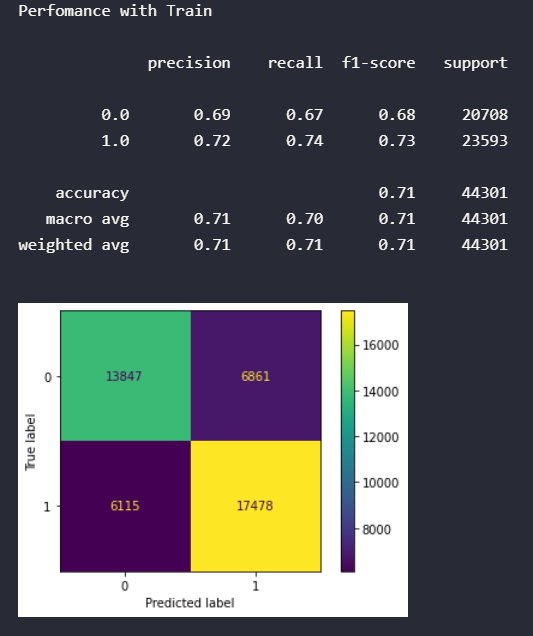 Perfomance with Train
precision recall f1-score support
0.0 0.69 0.67 0.68 20708
1.0 0.72 0.74 0.73 23593
accuracy 0.71 44301
macro avg 0.71 0.70 0.71 44301
weighted avg 0.71 0.71 0.71 44301
16000
0 13847 6861
14000
12000
True label
10000
1 6115 17478
8000
0 1
Predicted label